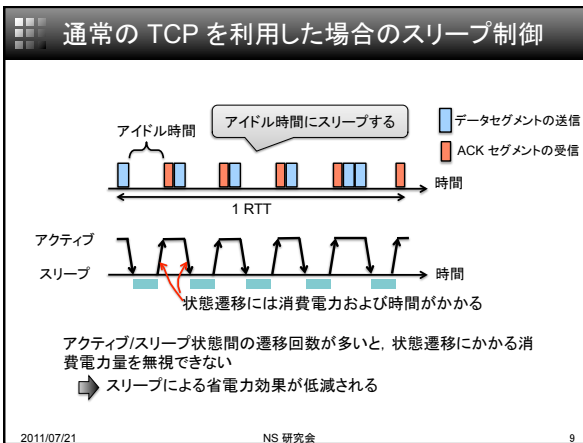 通常の TCP を利用した場合のスリープ制御
アイドル時間
アイドル時間にスリープする
データセグメントの送信
ACK セグメントの受信
時間
1 RTT
アクティブ
スリープ
時間
状態遷移には消費電力および時間がかかる
アクティブ/スリープ状態間の遷移回数が多いと，状態遷移にかかる消
費電力量を無視できない
スリープによる省電力効果が低減される
2011/07/21
NS 研究会
9